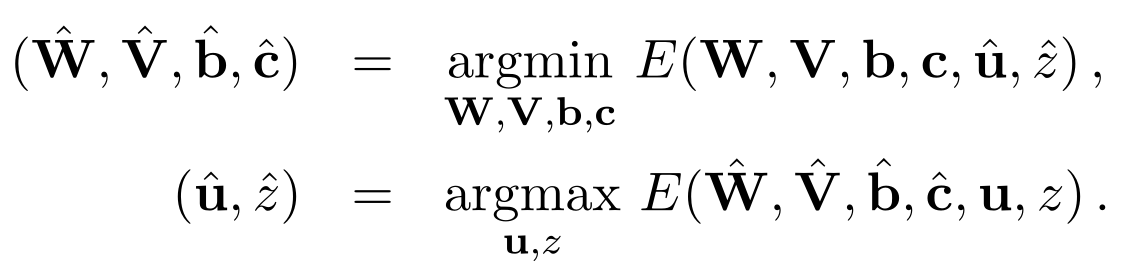 (Ŵ, V̂, b̂, ĉ) = argmin E(W, V, b, c, û, ẑ) ,
W,V,b,c
(û, ẑ) = argmax E(Ŵ, V̂, b̂, ĉ, u, z) .
u,z